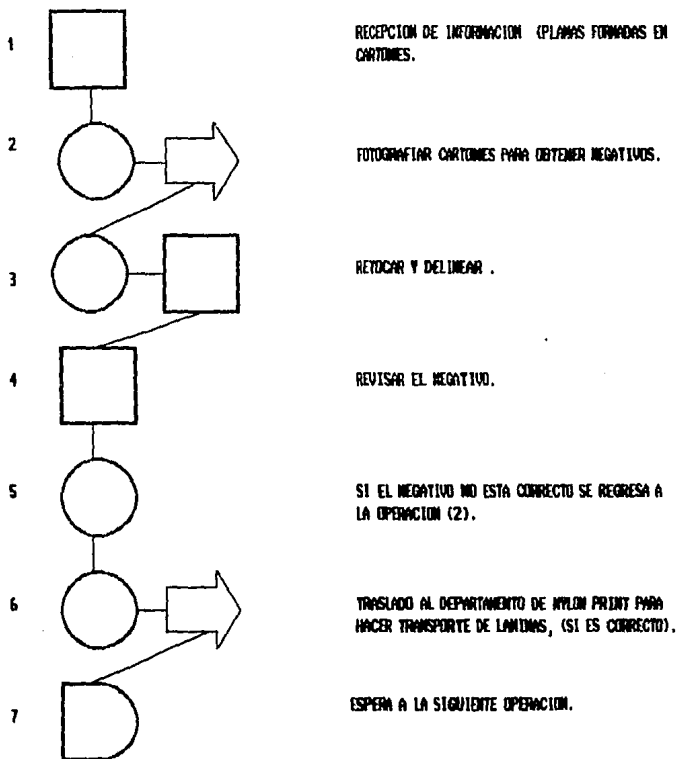 1
RECEPCION DE INFORMACION (PLANAS FORMADAS EN
CARTONES.
2
FOTOGRAFIAR CARTONES PARA OBTENER NEGATIVOS.
3
RETOCAR Y DELINEAR .
4
REVISAR EL NEGATIVO.
5
SI EL NEGATIVO NO ESTA CORRECTO SE REGRESA A
LA OPERACION (2).
6
TRASLADO AL DEPARTAMENTO DE NYLON PRINT PARA
HACER TRANSPORTE DE LAMINAS, (SI ES CORRECTO).
7
ESPERA A LA SIGUIENTE OPERACION.